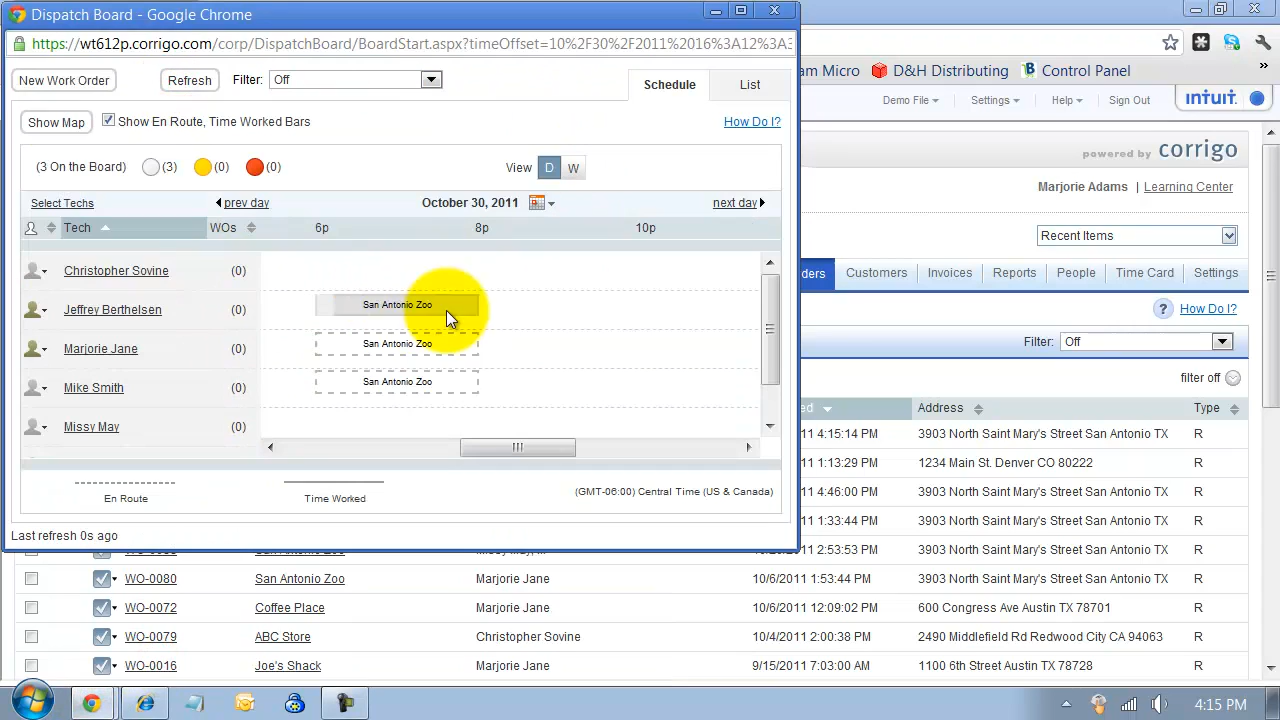 Dispatch Board - Google Chrome
https://wt612p.corrigo.com/corp/DispatchBoard/BoardStart.aspx?timeOffset=10%2F30%2F2011%2016%3A12%3A3
New Work Order
Refresh
Filter:
Off
Schedule
List
Show Map
Show En Route, Time Worked Bars
How Do I?
(3 On the Board)
(3)
(0)
(0)
View
D
W
Select Techs
prev day
October 30, 2011
next day
Tech
WOs
6p
8p
10p
Christopher Sovine
(0)
Jeffrey Berthelsen
(0)
San Antonio Zoo
Marjorie Jane
(0)
San Antonio Zoo
Mike Smith
(0)
San Antonio Zoo
Missy May
(0)
En Route
Time Worked
(GMT-06:00) Central Time (US & Canada)
Last refresh 0s ago
am Micro
D&H Distributing
Control Panel
»
Demo File
Settings
Help
Sign Out
intuit
powered by corrigo
Marjorie Adams | Learning Center
Recent Items
ders
Customers
Invoices
Reports
People
Time Card
Settings
? How Do I?
Filter:
Off
filter off
ed
Address
Type
11 4:15:14 PM 3903 North Saint Mary's Street San Antonio TX R
2011 1:13:29 PM 1234 Main St. Denver CO 80222 R
2011 4:46:00 PM 3903 North Saint Mary's Street San Antonio TX R
2011 1:33:44 PM 3903 North Saint Mary's Street San Antonio TX R
2011 2:53:53 PM 3903 North Saint Mary's Street San Antonio TX R
WO-0080 San Antonio Zoo Marjorie Jane 10/6/2011 1:53:44 PM 3903 North Saint Mary's Street San Antonio TX R
WO-0072 Coffee Place Marjorie Jane 10/6/2011 12:09:02 PM 600 Congress Ave Austin TX 78701 R
WO-0079 ABC Store Christopher Sovine 10/4/2011 2:00:38 PM 2490 Middlefield Rd Redwood City CA 94063 R
WO-0016 Joe's Shack Marjorie Jane 9/15/2011 7:03:00 AM 1100 6th Street Austin TX 78728 R
4:15 PM